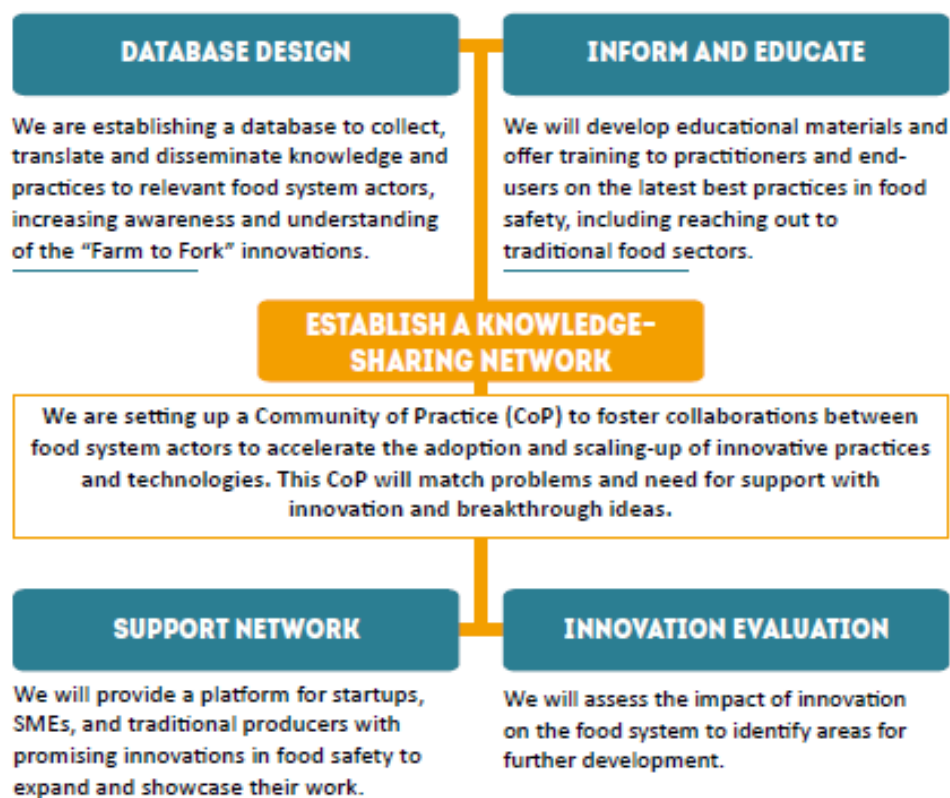 DATABASE DESIGN
We are establishing a database to collect,
translate and disseminate knowledge and
practices to relevant food system actors,
increasing awareness and understanding
of the “Farm to Fork” innovations.
INFORM AND EDUCATE
We will develop educational materials and
offer training to practitioners and end-
users on the latest best practices in food
safety, including reaching out to
traditional food sectors.
ESTABLISH A KNOWLEDGE-
SHARING NETWORK
We are setting up a Community of Practice (CoP) to foster collaborations between
food system actors to accelerate the adoption and scaling-up of innovative practices
and technologies. This CoP will match problems and need for support with
innovation and breakthrough ideas.
SUPPORT NETWORK
We will provide a platform for startups,
SMEs, and traditional producers with
promising innovations in food safety to
expand and showcase their work.
INNOVATION EVALUATION
We will assess the impact of innovation
on the food system to identify areas for
further development.